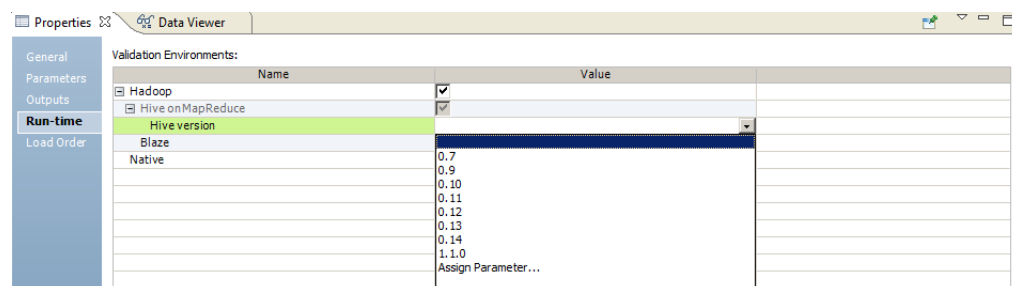 Properties Data Viewer
General
Parameters
Outputs
Run-time
Load Order
Validation Environments:
Name Value
Hadoop
Hive on MapReduce
Hive version
Blaze
Native
0.7
0.9
0.10
0.11
0.12
0.13
0.14
1.1.0
Assign Parameter...